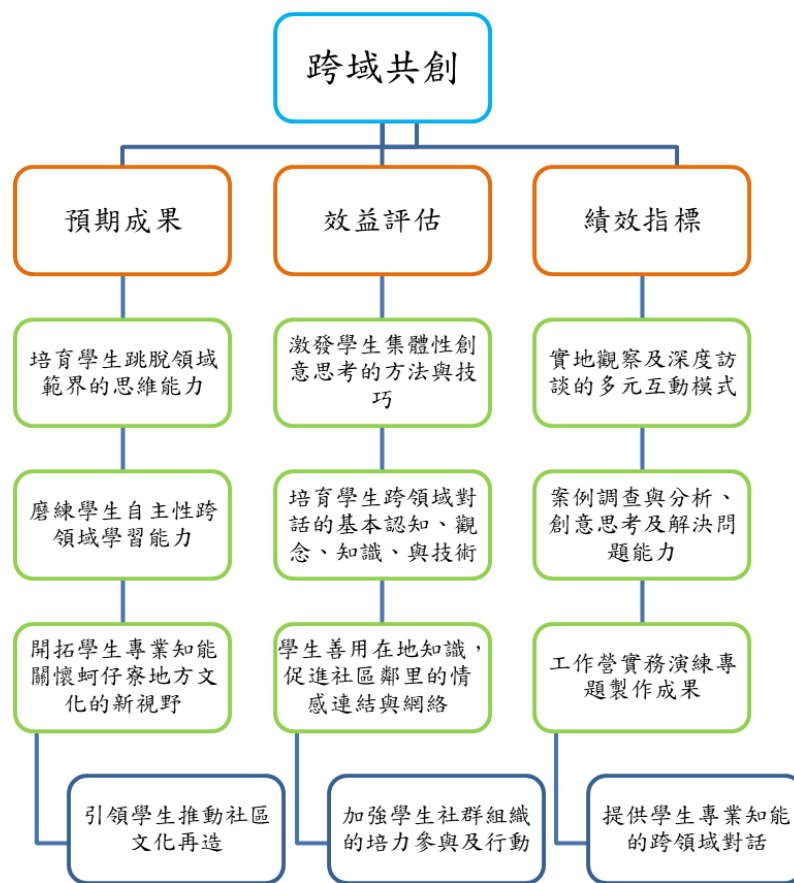 跨域共創
預期成果
效益評估
績效指標
培育學生跳脫領域
範界的思維能力
激發學生集體性創
意思考的方法與技
巧
實地觀察及深度訪
談的多元互動模式
磨練學生自主性跨
領域學習能力
培育學生跨領域對
話的基本認知、觀
念、知識、與技術
案例調查與分析、
創意思考及解決問
題能力
開拓學生專業知能
關懷蚵仔寮地方文
化的新視野
學生善用在地知識，
促進社區鄰里的情
感連結與網絡
工作營實務演練專
題製作成果
引領學生推動社區
文化再造
加強學生社群組織
的培力參與及行動
提供學生專業知能
的跨領域對話